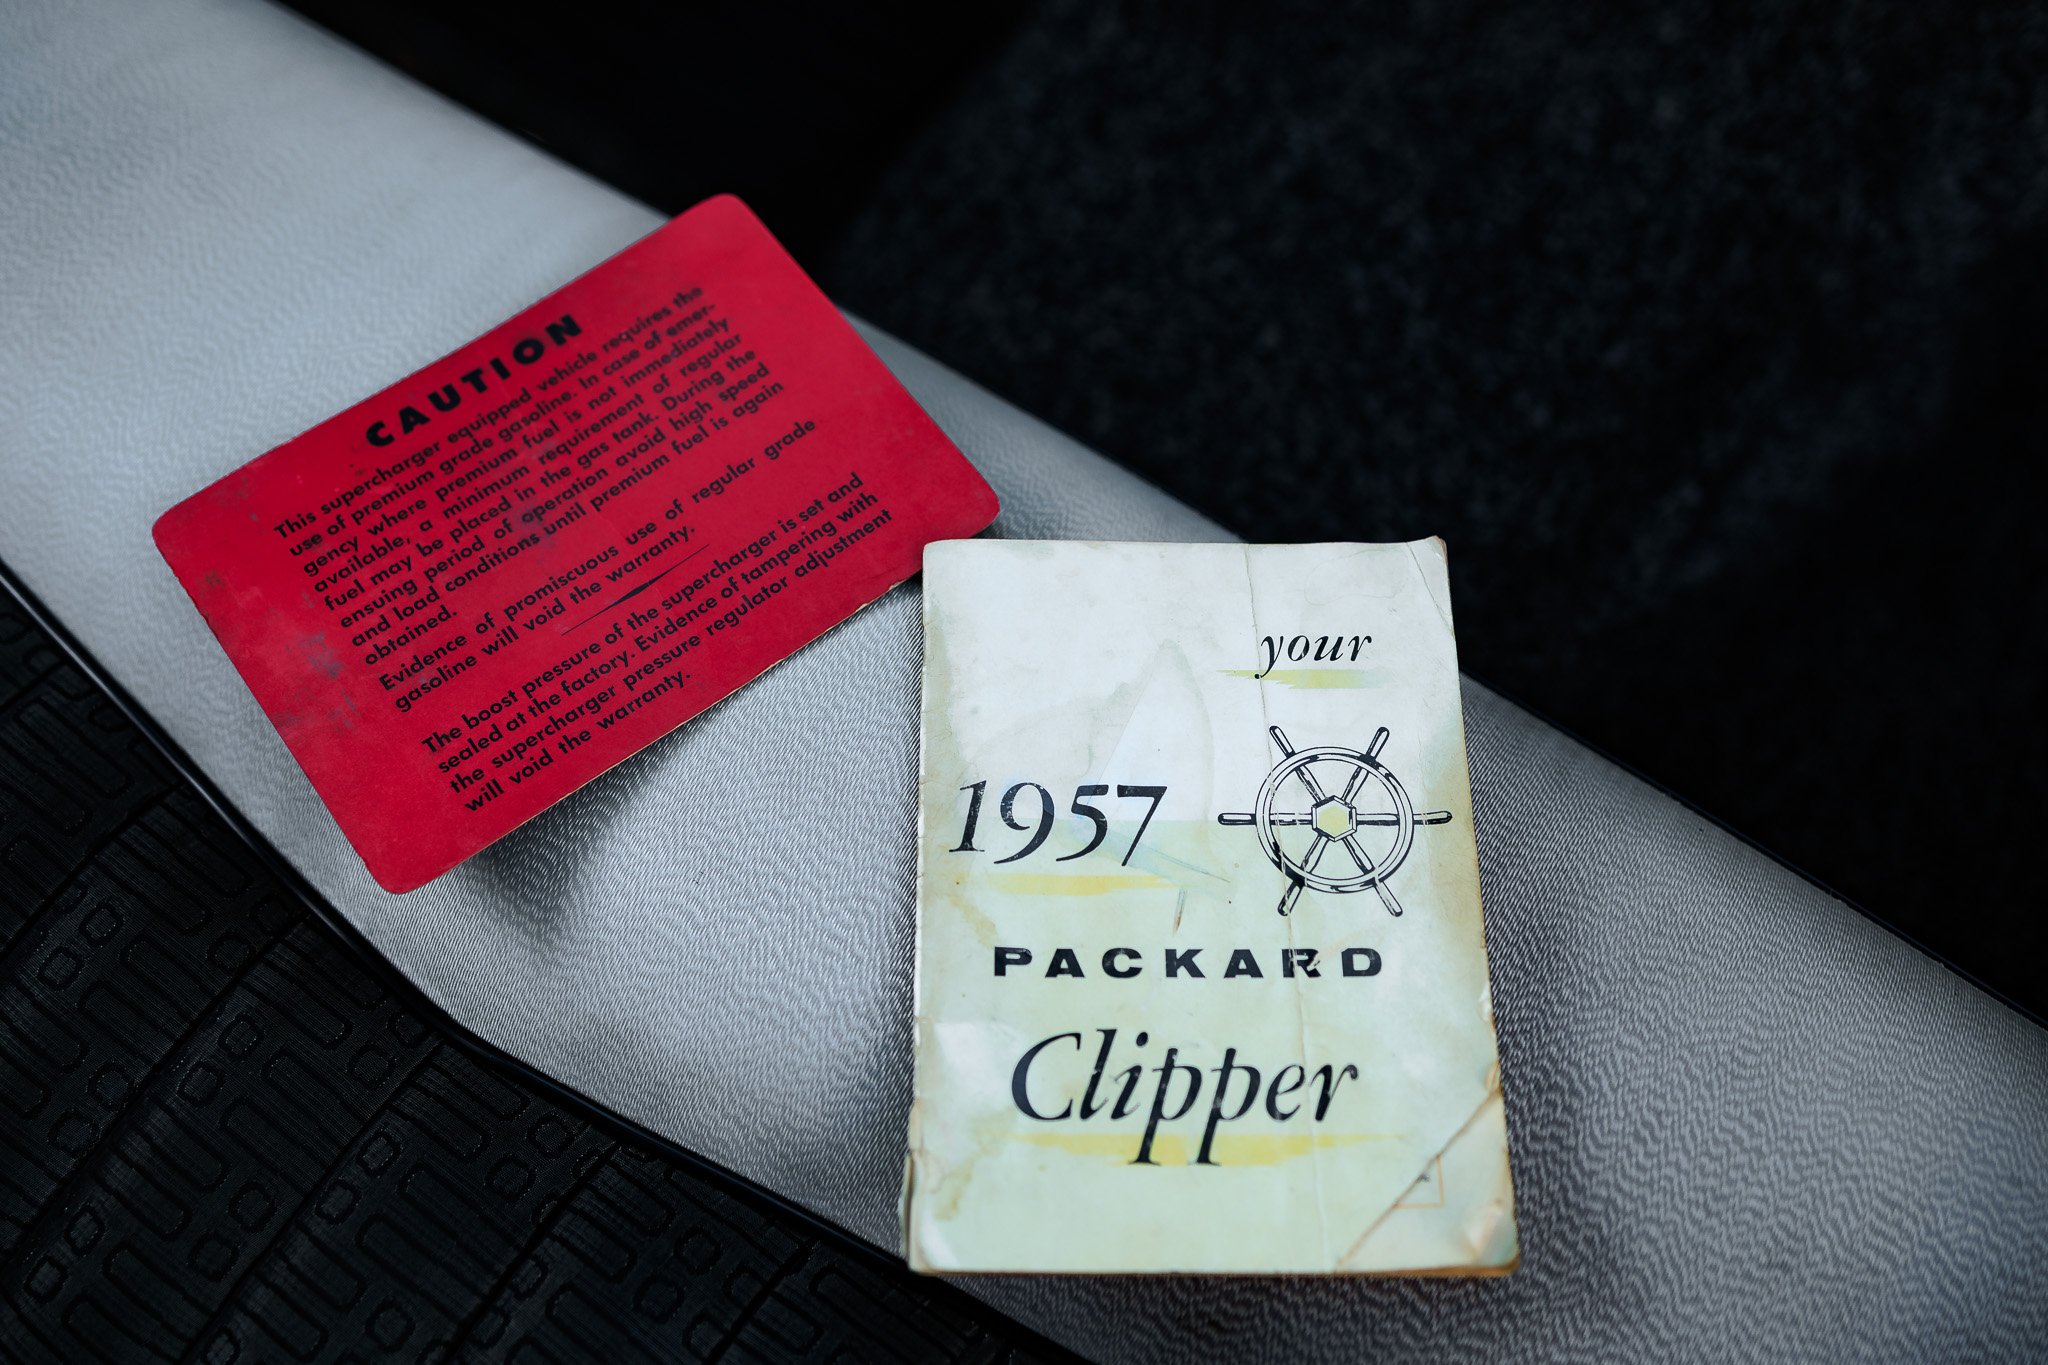 CAUTION
This supercharger equipped vehicle requires the
use of premium grade gasoline. In case of emer-
gency where premium fuel is not immediately
available, a minimum requirement of regular
fuel may be placed in the gas tank. During the
ensuing period of operation avoid high speed
and load conditions until premium fuel is again
obtained.
Evidence of promiscuous use of regular grade
gasoline will void the warranty.
The boost pressure of the supercharger is set and
sealed at the factory. Evidence of tampering with
the supercharger pressure regulator adjustment
will void the warranty.
your
1957
PACKARD
Clipper